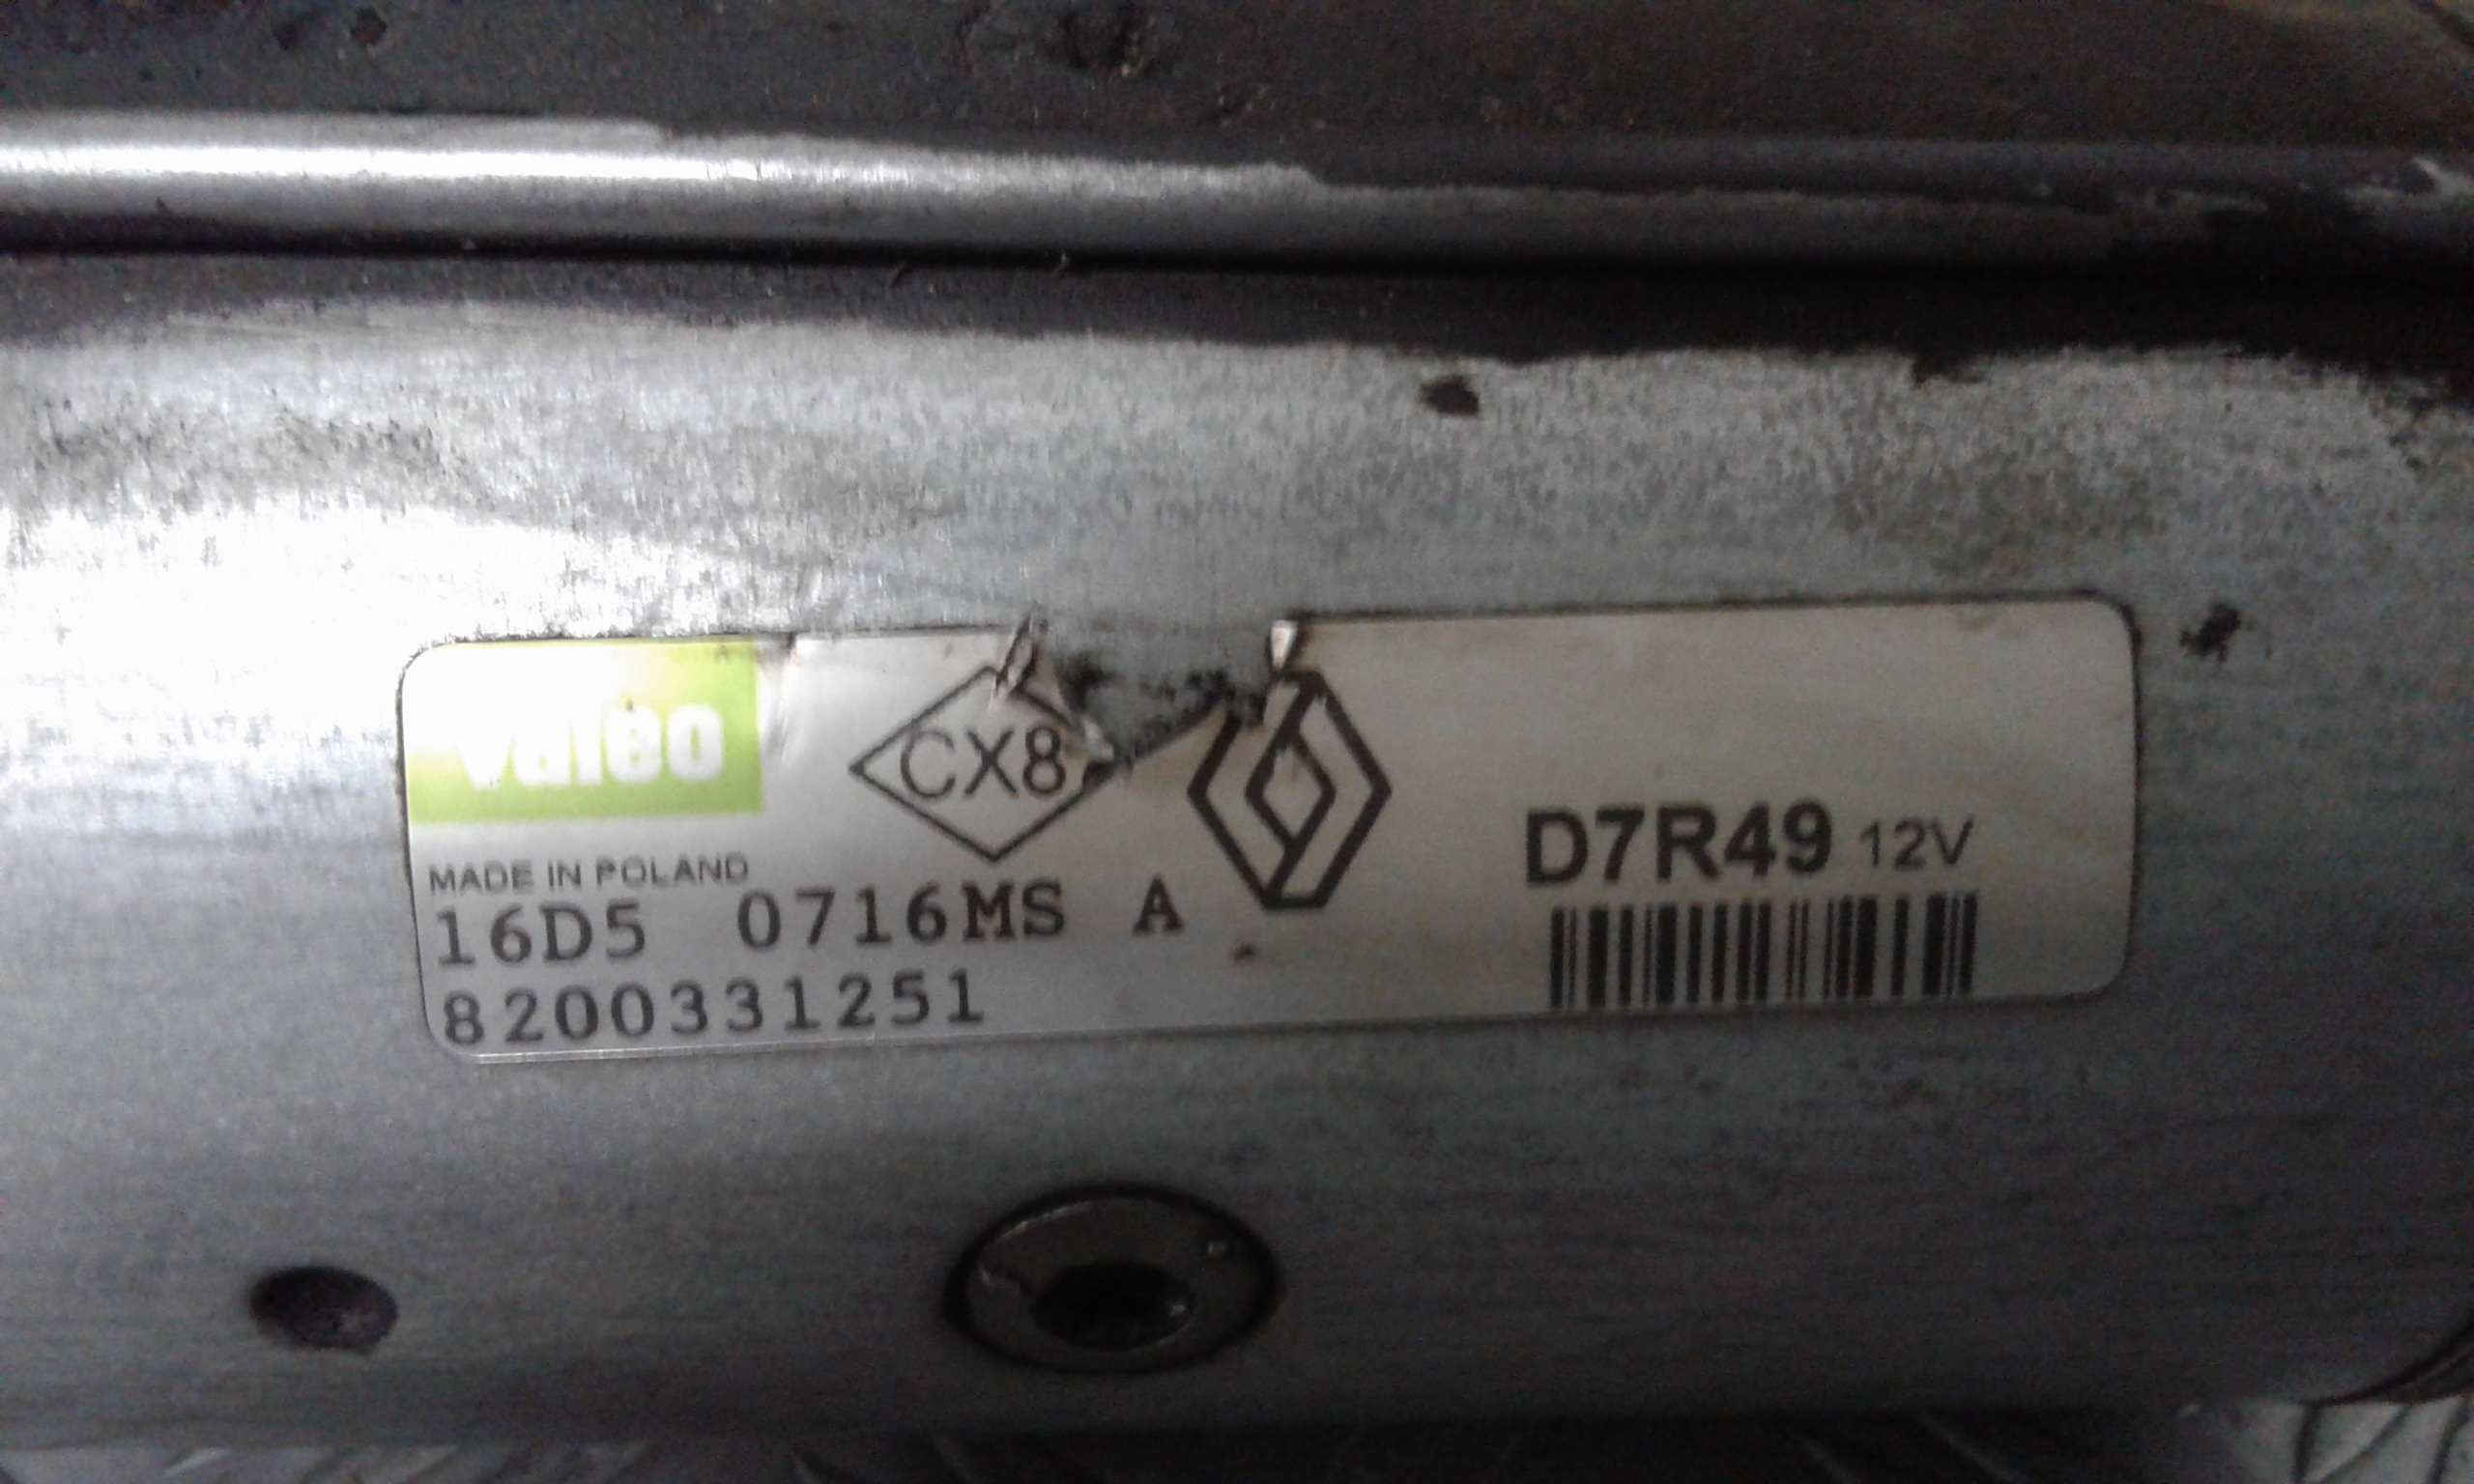 valeo
CX8
MADE IN POLAND
16D5 0716MS A
8200331251
D7R49 12V